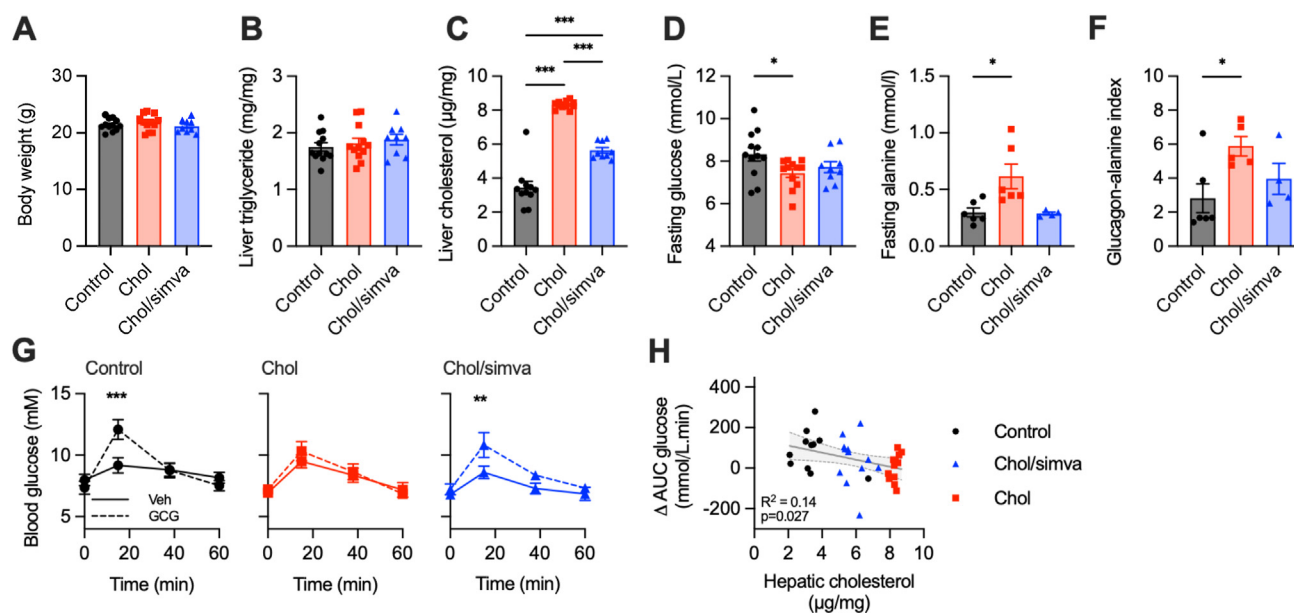 A
Body weight (g)
30
20
10
0
Control
Chol
Chol/simva
B
Liver triglyceride (mg/mg)
3
2
1
0
Control
Chol
Chol/simva
C
Liver cholesterol (µg/mg)
10
8
6
4
2
0
***
***
***
Control
Chol
Chol/simva
D
Fasting glucose (mmol/L)
12
10
8
6
4
*
Control
Chol
Chol/simva
E
Fasting alanine (mmol/l)
1.5
1.0
0.5
0.0
*
Control
Chol
Chol/simva
F
Glucagon-alanine index
10
8
6
4
2
0
*
Control
Chol
Chol/simva
G
Blood glucose (mM)
Control
15
10
5
***
Veh
GCG
0 20 40 60
Time (min)
Chol
0 20 40 60
Time (min)
Chol/simva
**
0 20 40 60
Time (min)
H
Δ AUC glucose
(mmol/L.min)
400
200
0
-200
R² = 0.14
p=0.027
0 2 4 6 8 10
Hepatic cholesterol
(µg/mg)
Control
Chol/simva
Chol